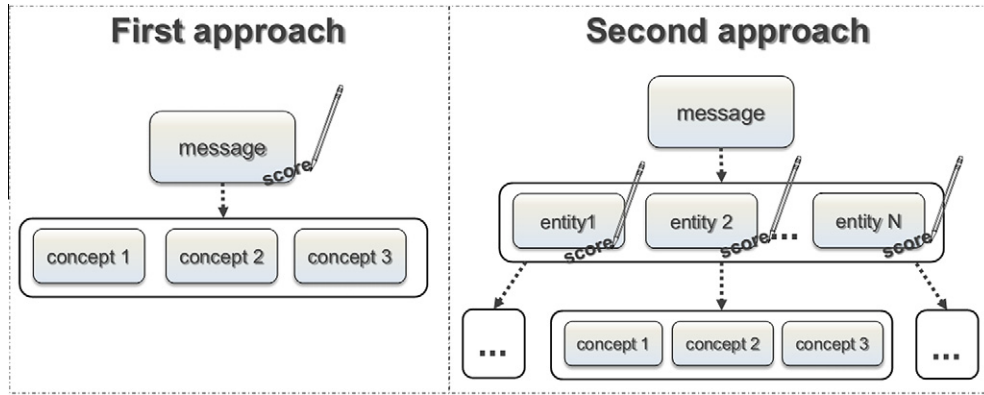 First approach
message
score
concept 1 concept 2 concept 3
Second approach
message
entity1 entity 2 ... entity N
score score score
... concept 1 concept 2 concept 3 ...